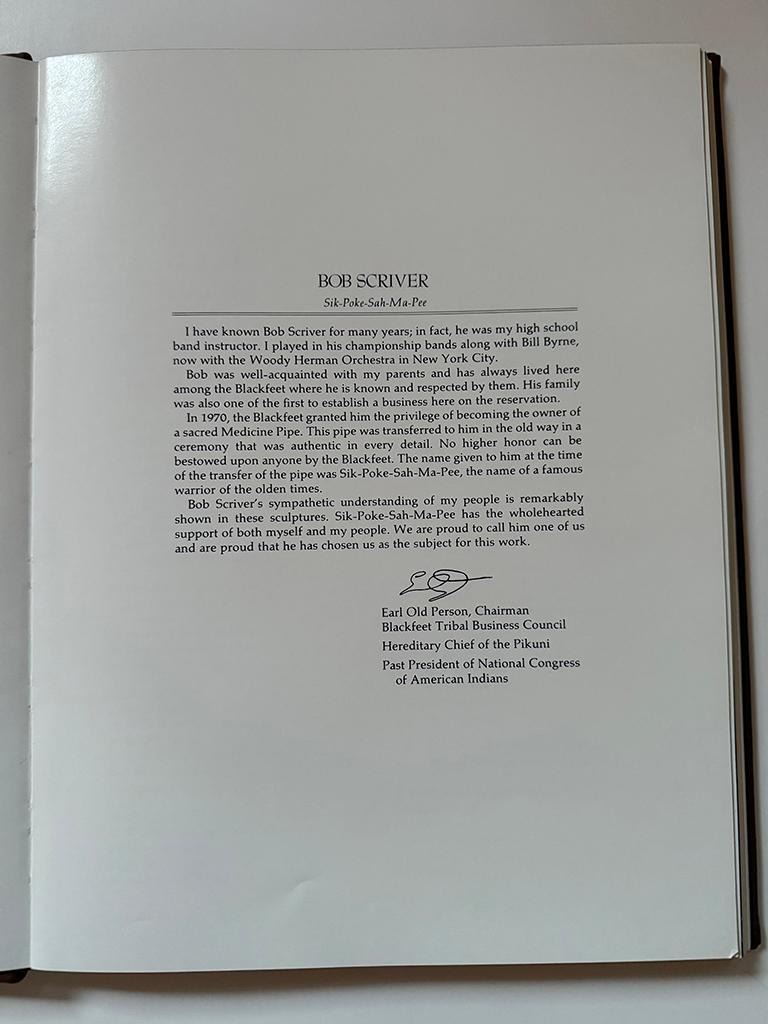 BOB SCRIVER
Sik-Poke-Sah-Ma-Pee
I have known Bob Scriver for many years; in fact, he was my high school
band instructor. I played in his championship bands along with Bill Byrne,
now with the Woody Herman Orchestra in New York City.
Bob was well-acquainted with my parents and has always lived here
among the Blackfeet where he is known and respected by them. His family
was also one of the first to establish a business here on the reservation.
In 1970, the Blackfeet granted him the privilege of becoming the owner of
a sacred Medicine Pipe. This pipe was transferred to him in the old way in a
ceremony that was authentic in every detail. No higher honor can be
bestowed upon anyone by the Blackfeet. The name given to him at the time
of the transfer of the pipe was Sik-Poke-Sah-Ma-Pee, the name of a famous
warrior of the olden times.
Bob Scriver's sympathetic understanding of my people is remarkably
shown in these sculptures. Sik-Poke-Sah-Ma-Pee has the wholehearted
support of both myself and my people. We are proud to call him one of us
and are proud that he has chosen us as the subject for this work.
Earl Old Person, Chairman
Blackfeet Tribal Business Council
Hereditary Chief of the Pikuni
Past President of National Congress
of American Indians